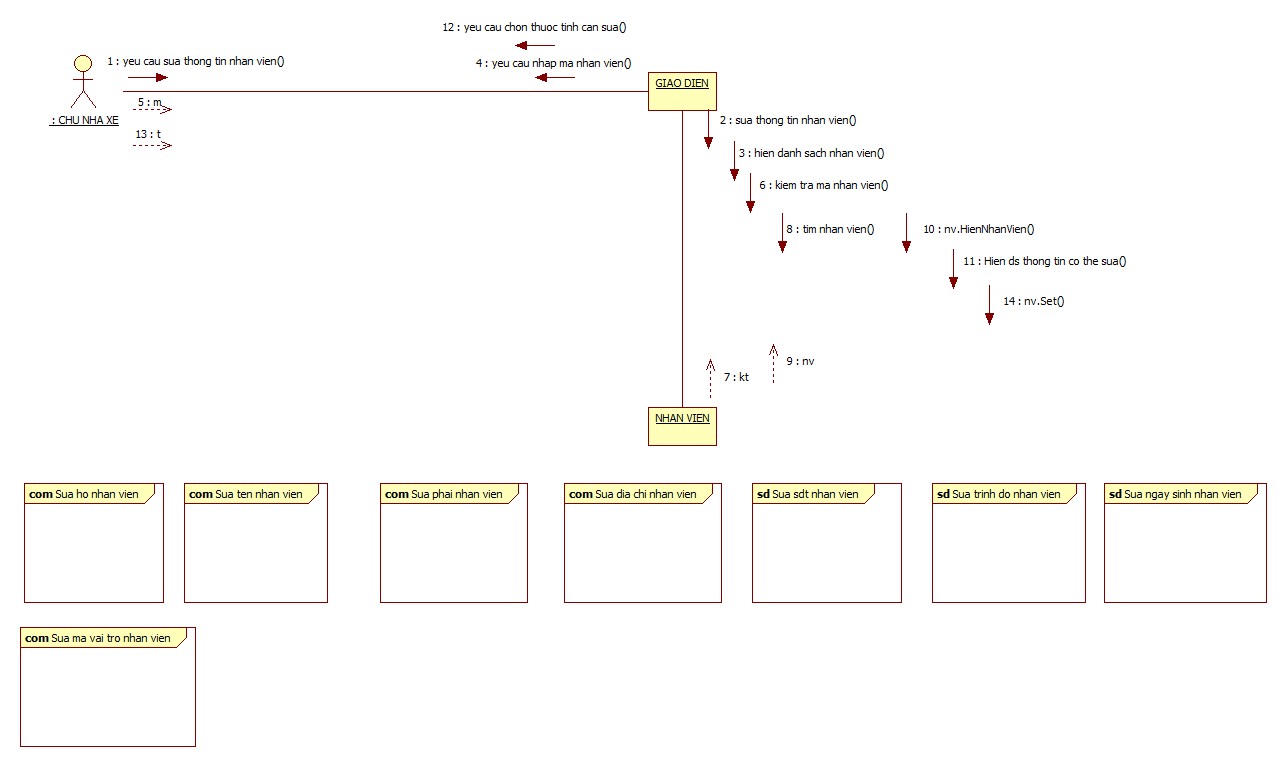 12 : yeu cau chon thuoc tinh can sua()
1 : yeu cau sua thong tin nhan vien()
4 : yeu cau nhap ma nhan vien()
GIAO DIEN
5 : m
: CHU NHA XE
2 : sua thong tin nhan vien()
13 : t
3 : hien danh sach nhan vien()
6 : kiem tra ma nhan vien()
8 : tim nhan vien()
10 : nv.HienNhanVien()
11 : Hien ds thong tin co the sua()
14 : nv.Set()
9 : nv
7 : kt
NHAN VIEN
com Sua ho nhan vien
com Sua ten nhan vien
com Sua phai nhan vien
com Sua dia chi nhan vien
sd Sua sdt nhan vien
sd Sua trinh do nhan vien
sd Sua ngay sinh nhan vien
com Sua ma vai tro nhan vien